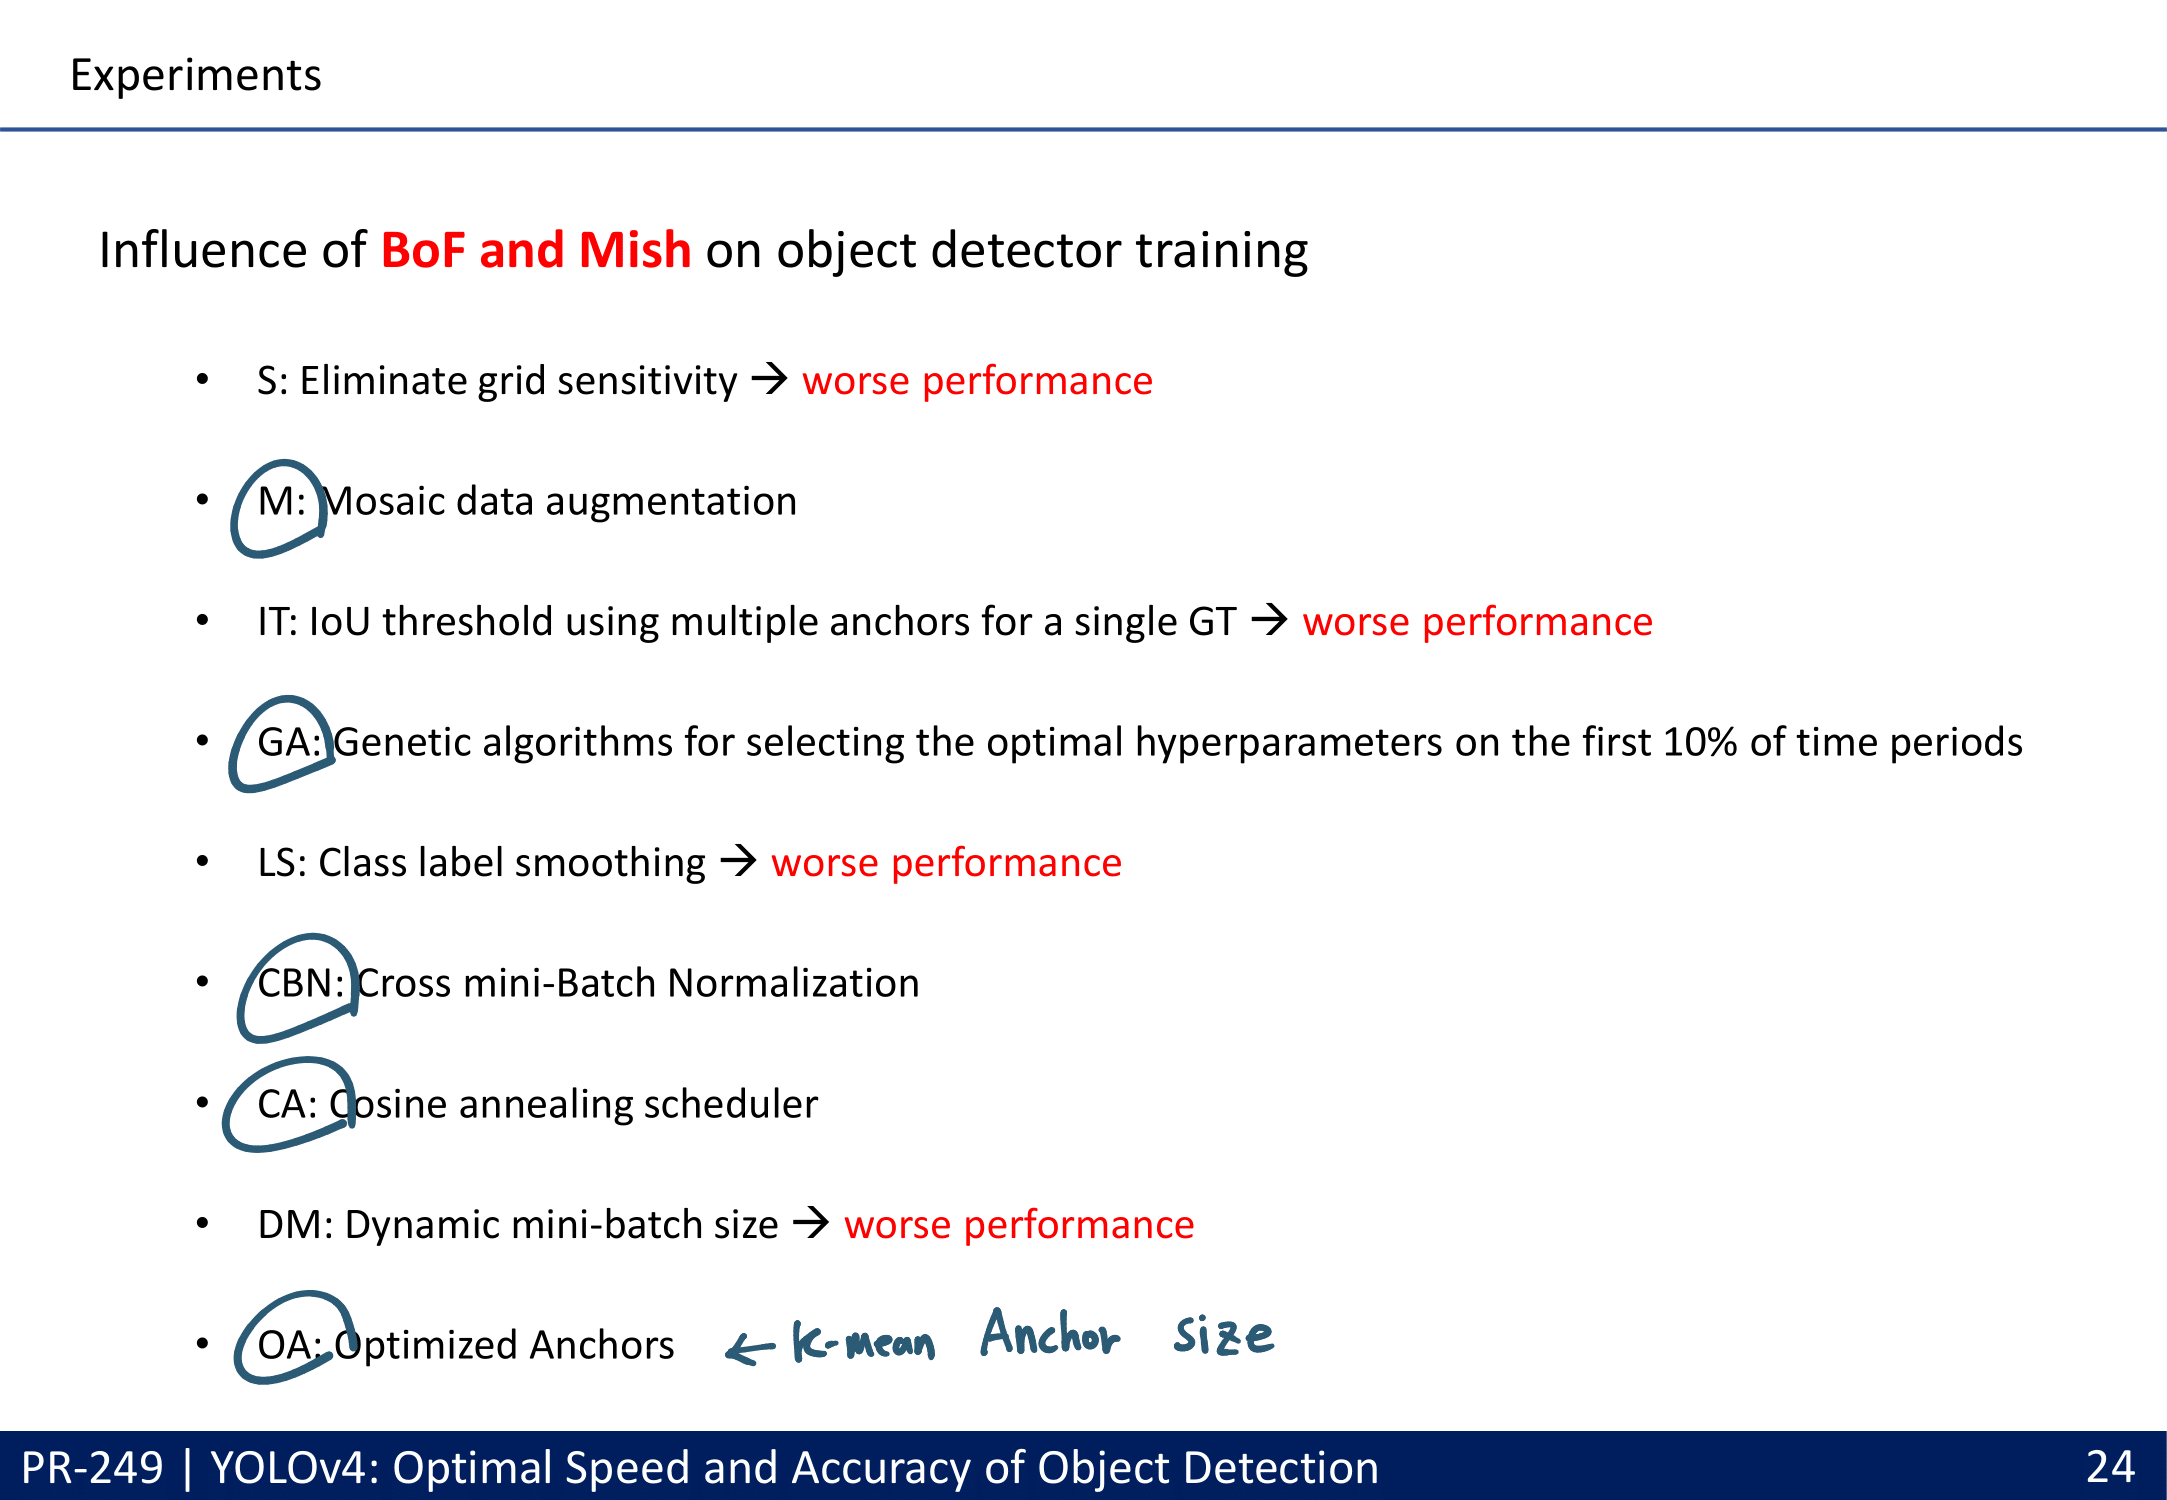 Experiments
Influence of BoF and Mish on object detector training
• S: Eliminate grid sensitivity → worse performance
• M: Mosaic data augmentation
• IT: IoU threshold using multiple anchors for a single GT → worse performance
• GA: Genetic algorithms for selecting the optimal hyperparameters on the first 10% of time periods
• LS: Class label smoothing → worse performance
• CBN: Cross mini-Batch Normalization
• CA: Cosine annealing scheduler
• DM: Dynamic mini-batch size → worse performance
• OA: Optimized Anchors ← K-mean Anchor size
PR-249 | YOLOv4: Optimal Speed and Accuracy of Object Detection 24